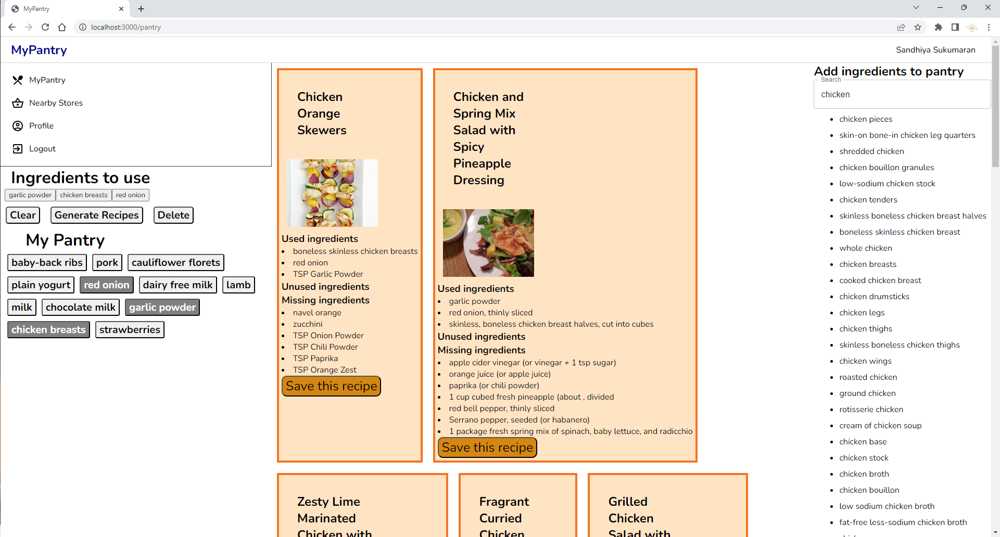 MyPantry
localhost:3000/pantry
MyPantry
Sandhiya Sukumaran
MyPantry
Nearby Stores
Profile
Logout
Ingredients to use
garlic powder
chicken breasts
red onion
Clear
Generate Recipes
Delete
My Pantry
baby-back ribs
pork
cauliflower florets
plain yogurt
red onion
dairy free milk
lamb
milk
chocolate milk
garlic powder
chicken breasts
strawberries
Chicken
Orange
Skewers
Used ingredients
boneless skinless chicken breasts
red onion
TSP Garlic Powder
Unused ingredients
Missing ingredients
navel orange
zucchini
TSP Onion Powder
TSP Chili Powder
TSP Paprika
TSP Orange Zest
Save this recipe
Chicken and
Spring Mix
Salad with
Spicy
Pineapple
Dressing
Used ingredients
garlic powder
red onion, thinly sliced
skinless, boneless chicken breast halves, cut into cubes
Unused ingredients
Missing ingredients
apple cider vinegar (or vinegar + 1 tsp sugar)
orange juice (or apple juice)
paprika (or chili powder)
1 cup cubed fresh pineapple (about , divided
red bell pepper, thinly sliced
Serrano pepper, seeded (or habanero)
1 package fresh spring mix of spinach, baby lettuce, and radicchio
Save this recipe
Zesty Lime
Marinated
Chicken with
Fragrant
Curried
Chicken
Grilled
Chicken
Salad with
Add ingredients to pantry
Search
chicken
chicken pieces
skin-on bone-in chicken leg quarters
shredded chicken
chicken bouillon granules
low-sodium chicken stock
chicken tenders
skinless boneless chicken breast halves
boneless skinless chicken breast
whole chicken
chicken breasts
cooked chicken breast
chicken drumsticks
chicken legs
chicken thighs
skinless boneless chicken thighs
chicken wings
roasted chicken
ground chicken
rotisserie chicken
cream of chicken soup
chicken base
chicken stock
chicken broth
chicken bouillon
low sodium chicken broth
fat-free less-sodium chicken broth